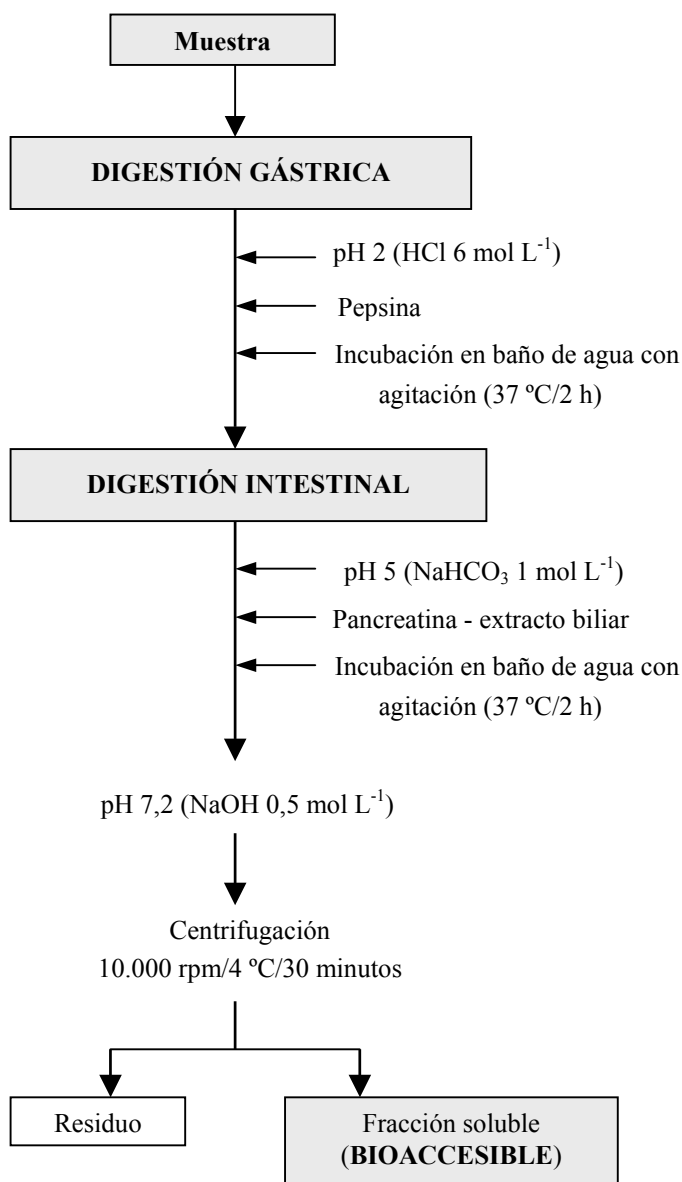 Muestra
DIGESTIÓN GÁSTRICA
pH 2 (HCl 6 mol L⁻¹)
Pepsina
Incubación en baño de agua con
agitación (37 ºC/2 h)
DIGESTIÓN INTESTINAL
pH 5 (NaHCO₃ 1 mol L⁻¹)
Pancreatina - extracto biliar
Incubación en baño de agua con
agitación (37 ºC/2 h)
pH 7,2 (NaOH 0,5 mol L⁻¹)
Centrifugación
10.000 rpm/4 ºC/30 minutos
Residuo
Fracción soluble
(BIOACCESIBLE)